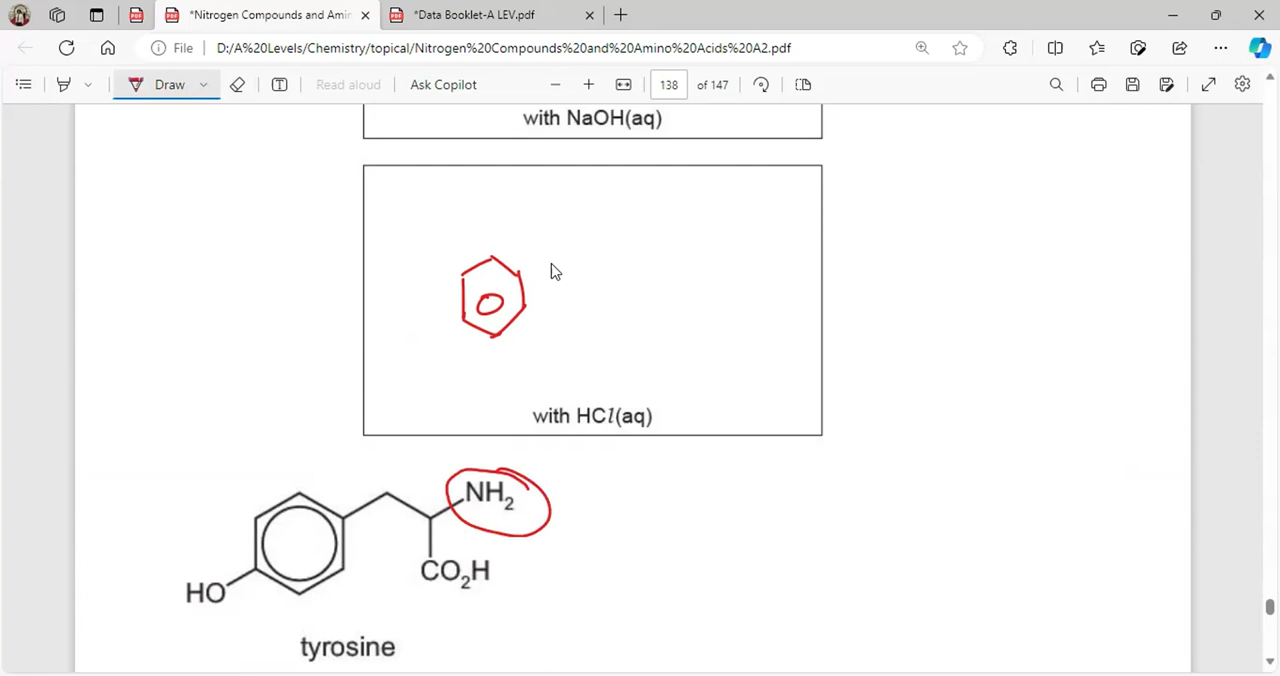 *Nitrogen Compounds and Amin
*Data Booklet-A LEV.pdf
File
D:/A%20Levels/Chemistry/topical/Nitrogen%20Compounds%20and%20Amino%20Acids%20A2.pdf
Draw
Read aloud
Ask Copilot
138 of 147
with NaOH(aq)
with HCl(aq)
NH2
CO2H
HO
tyrosine